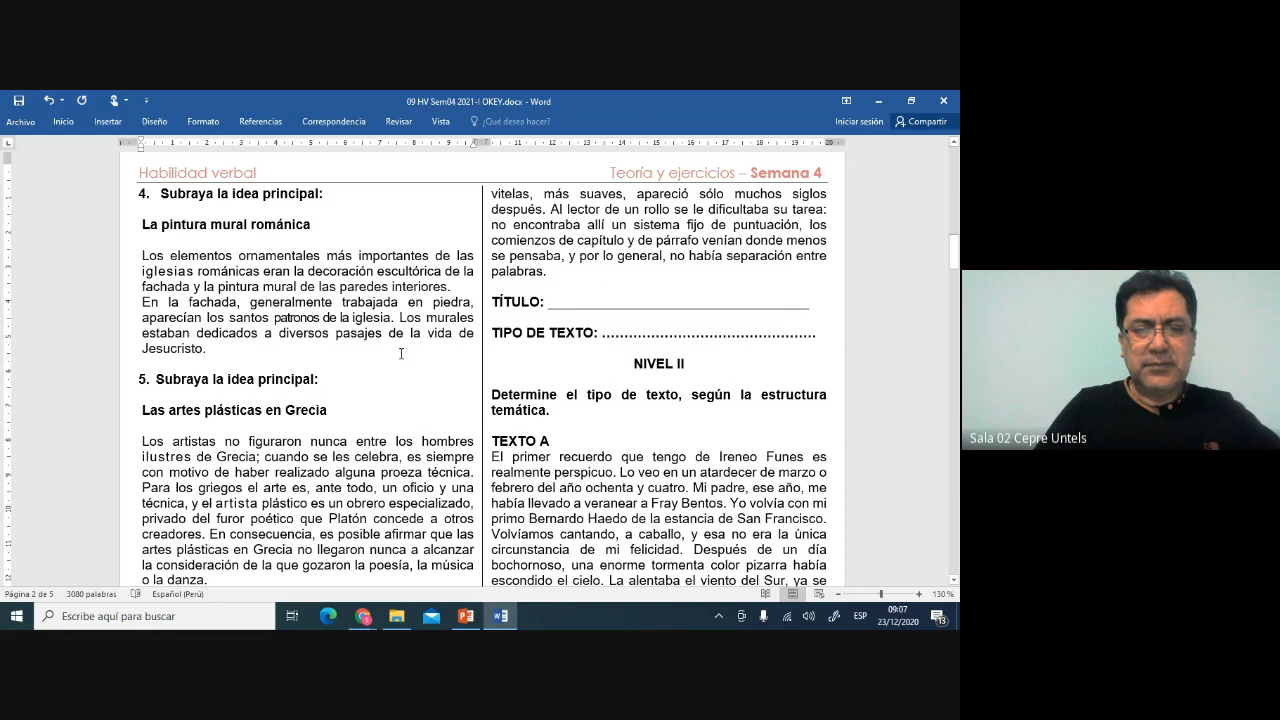 09 HV Sem04 2021-I OKEY.docx - Word
Archivo Inicio Insertar Diseño Formato Referencias Correspondencia Revisar Vista ¿Qué desea hacer? Iniciar sesión Compartir
Habilidad verbal
Teoría y ejercicios – Semana 4
4. Subraya la idea principal:
La pintura mural románica
Los elementos ornamentales más importantes de las
iglesias románicas eran la decoración escultórica de la
fachada y la pintura mural de las paredes interiores.
En la fachada, generalmente trabajada en piedra,
aparecían los santos patronos de la iglesia. Los murales
estaban dedicados a diversos pasajes de la vida de
Jesucristo.
5. Subraya la idea principal:
Las artes plásticas en Grecia
Los artistas no figuraron nunca entre los hombres
ilustres de Grecia; cuando se les celebra, es siempre
con motivo de haber realizado alguna proeza técnica.
Para los griegos el arte es, ante todo, un oficio y una
técnica, y el artista plástico es un obrero especializado,
privado del furor poético que Platón concede a otros
creadores. En consecuencia, es posible afirmar que las
artes plásticas en Grecia no llegaron nunca a alcanzar
la consideración de la que gozaron la poesía, la música
o la danza.
vitelas, más suaves, apareció sólo muchos siglos
después. Al lector de un rollo se le dificultaba su tarea:
no encontraba allí un sistema fijo de puntuación, los
comienzos de capítulo y de párrafo venían donde menos
se pensaba, y por lo general, no había separación entre
palabras.
TÍTULO: ________________________________
TIPO DE TEXTO: ……………………………………………
NIVEL II
Determine el tipo de texto, según la estructura
temática.
TEXTO A
El primer recuerdo que tengo de Ireneo Funes es
realmente perspicuo. Lo veo en un atardecer de marzo o
febrero del año ochenta y cuatro. Mi padre, ese año, me
había llevado a veranear a Fray Bentos. Yo volvía con mi
primo Bernardo Haedo de la estancia de San Francisco.
Volvíamos cantando, a caballo, y esa no era la única
circunstancia de mi felicidad. Después de un día
bochornoso, una enorme tormenta color pizarra había
escondido el cielo. La alentaba el viento del Sur, ya se
Sala 02 Cepre Untels
Página 2 de 5 3080 palabras Español (Perú) 130 %
Escribe aquí para buscar
ESP
09:07
23/12/2020
13